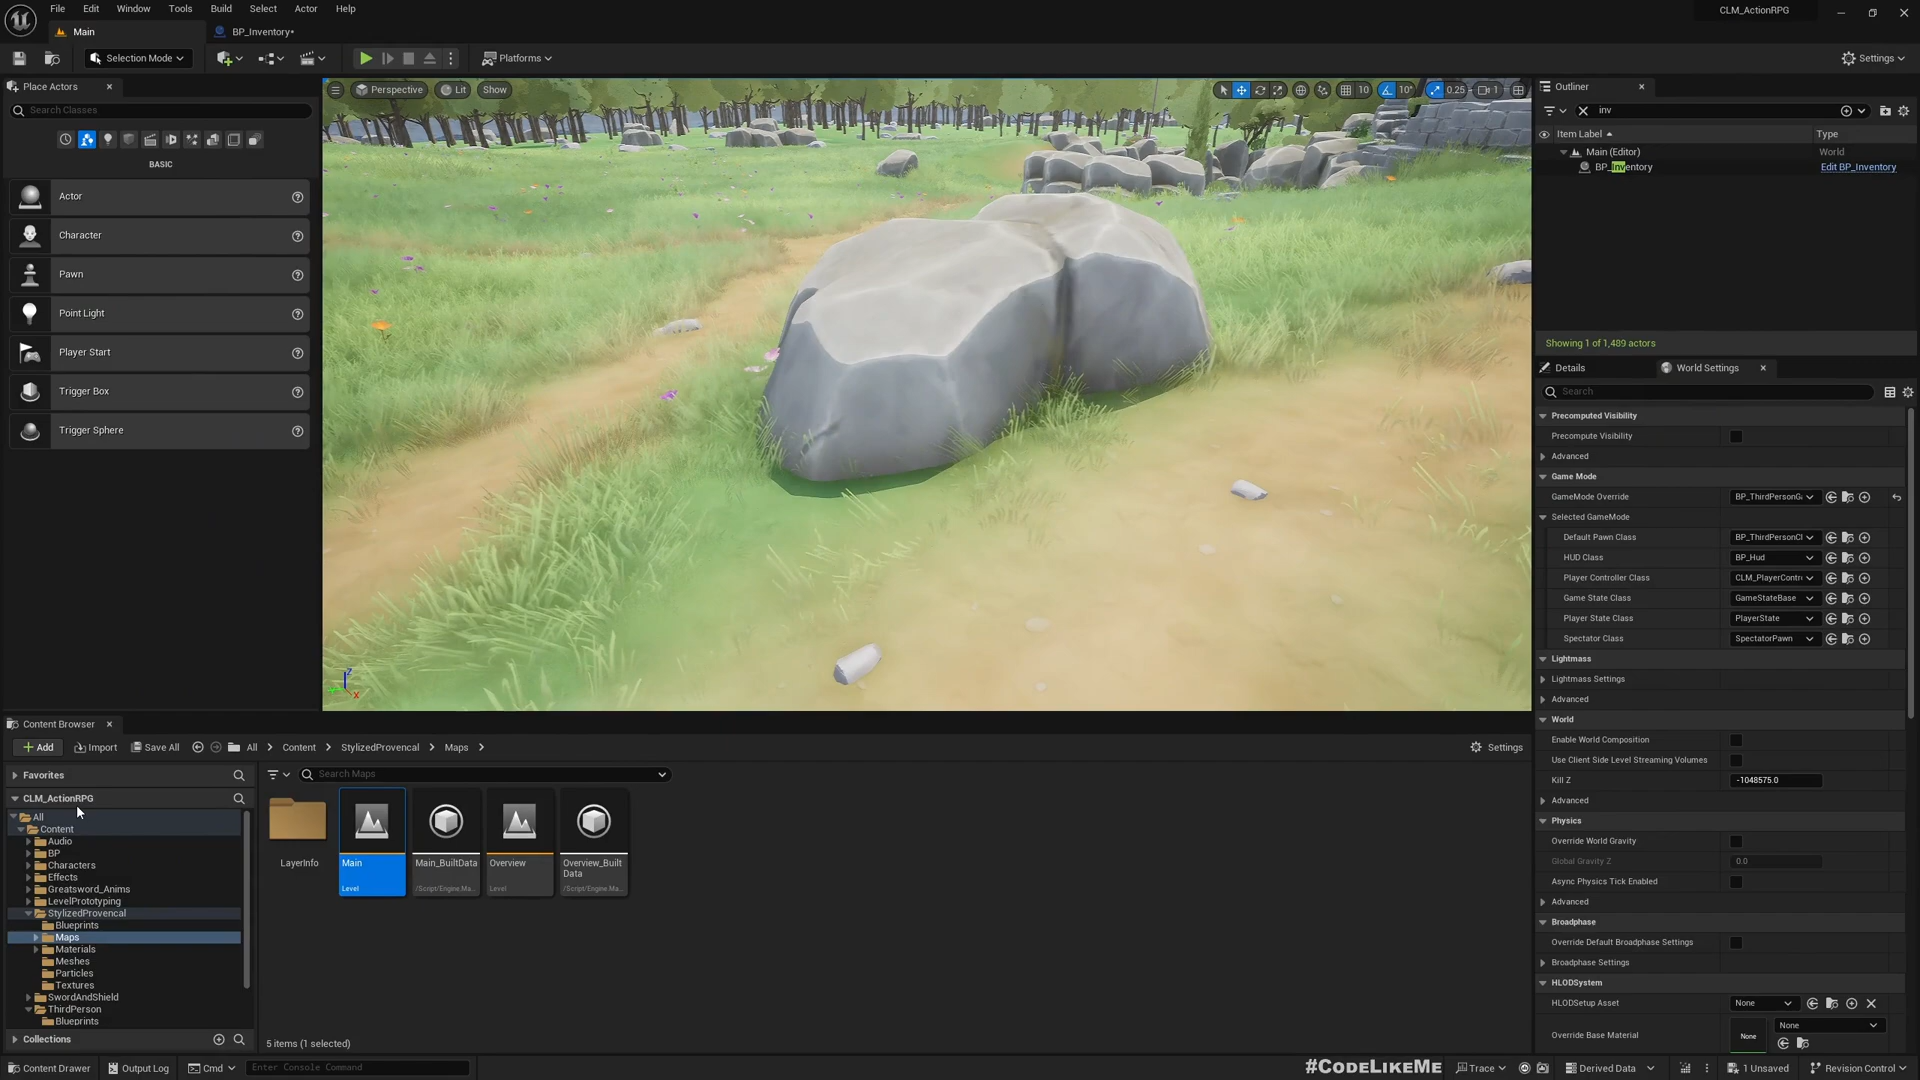 File Edit Window Tools Build Select Actor Help
CLM_ActionRPG
Main
BP_Inventory•
Selection Mode
Platforms
Settings
Place Actors
Search Classes
BASIC
Actor
Character
Pawn
Point Light
Player Start
Trigger Box
Trigger Sphere
Perspective
Lit
Show
10
10°
0.25
1
Outliner
inv
Item Label
Type
Main (Editor)
World
BP_Inventory
Edit BP_Inventory
Showing 1 of 1,489 actors
Details
World Settings
Search
Precomputed Visibility
Precompute Visibility
Advanced
Game Mode
GameMode Override
BP_ThirdPersonG
Selected GameMode
Default Pawn Class
BP_ThirdPersonCl
HUD Class
BP_Hud
Player Controller Class
CLM_PlayerContr
Game State Class
GameStateBase
Player State Class
PlayerState
Spectator Class
SpectatorPawn
Lightmass
Lightmass Settings
Advanced
World
Enable World Composition
Use Client Side Level Streaming Volumes
Kill Z
-1048575.0
Advanced
Physics
Override World Gravity
Global Gravity Z
0.0
Async Physics Tick Enabled
Advanced
Broadphase
Override Default Broadphase Settings
Broadphase Settings
HLODSystem
HLODSetup Asset
None
Override Base Material
None
None
Content Browser
Add
Import
Save All
All
Content
StylizedProvencal
Maps
Settings
Favorites
CLM_ActionRPG
All
Content
Audio
BP
Characters
Effects
Greatsword_Anims
LevelPrototyping
StylizedProvencal
Blueprints
Maps
Materials
Meshes
Particles
Textures
SwordAndShield
ThirdPerson
Blueprints
Collections
Search Maps
LayerInfo
Main
Level
Main_BuiltData
/Script/Engine.Ma...
Overview
Level
Overview_Built
Data
/Script/Engine.Ma...
5 items (1 selected)
#CODELIKEME
Content Drawer
Output Log
Cmd
Enter Console Command
Trace
Derived Data
1 Unsaved
Revision Control